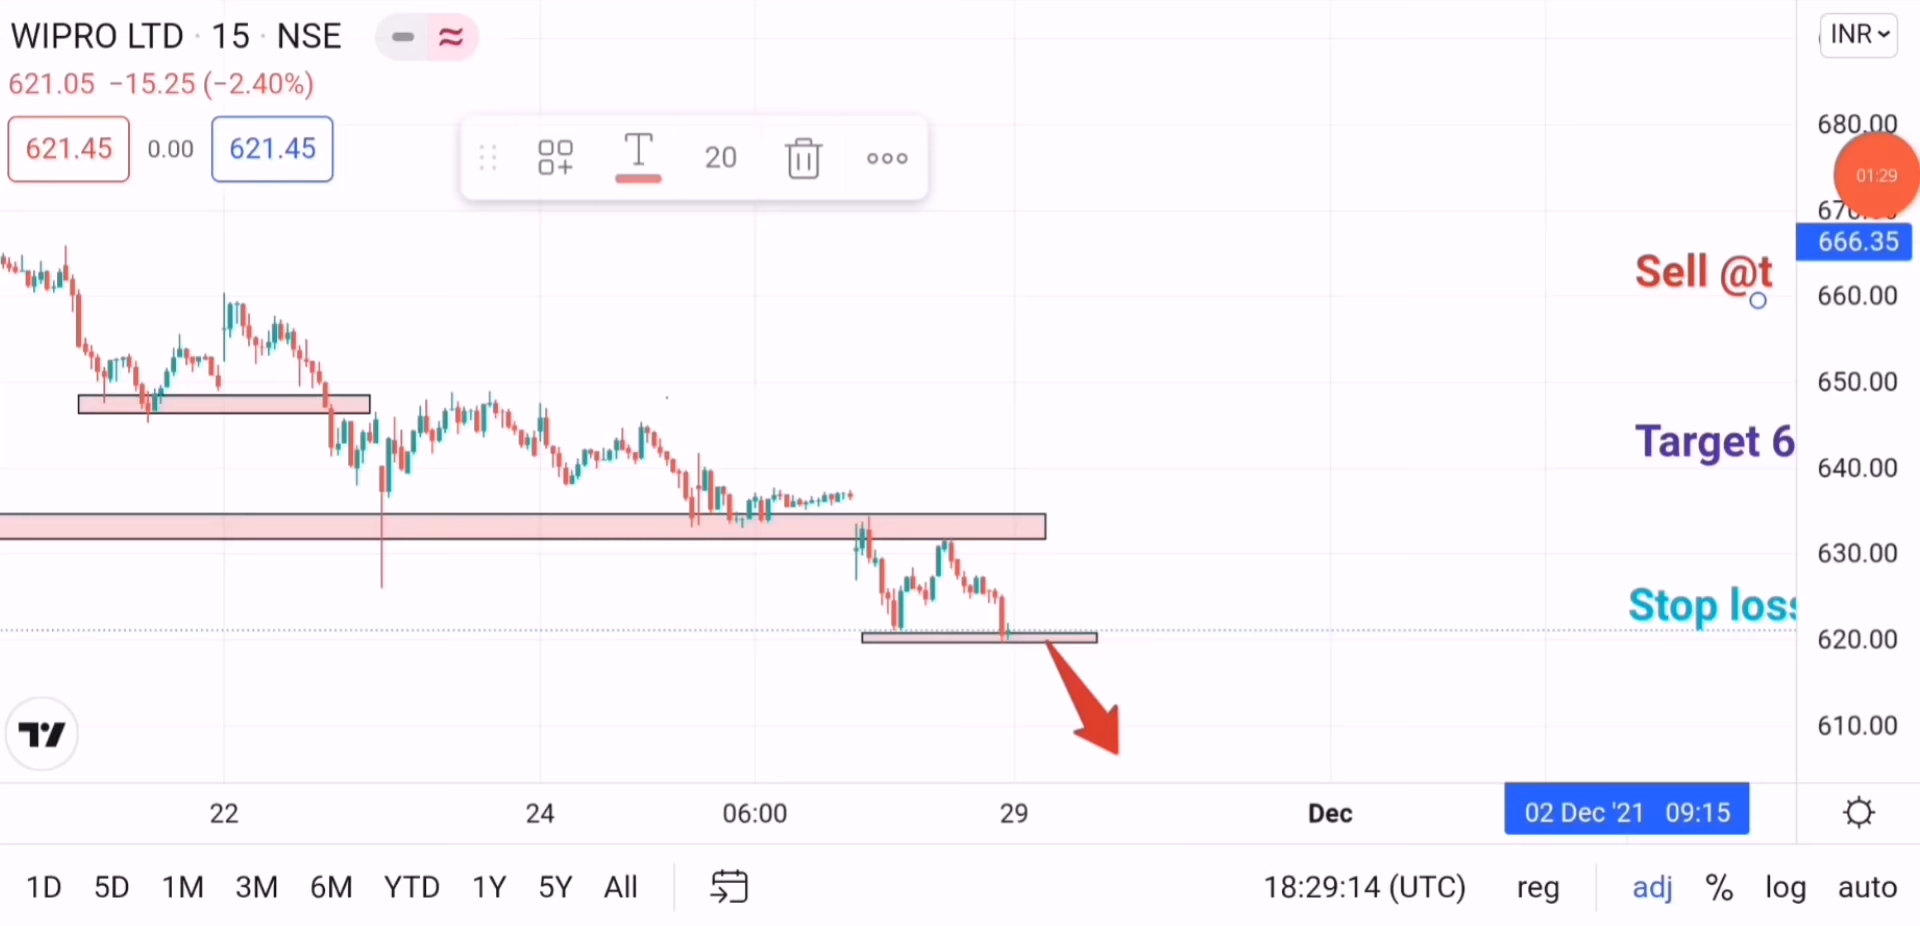 WIPRO LTD · 15 · NSE
INR
621.05 −15.25 (−2.40%)
621.45 0.00 621.45
20
680.00
01:29
666.35
Sell @t
660.00
650.00
Target 6
640.00
630.00
Stop loss
620.00
610.00
22 24 06:00 29 Dec 02 Dec '21 09:15
1D 5D 1M 3M 6M YTD 1Y 5Y All 18:29:14 (UTC) reg adj % log auto